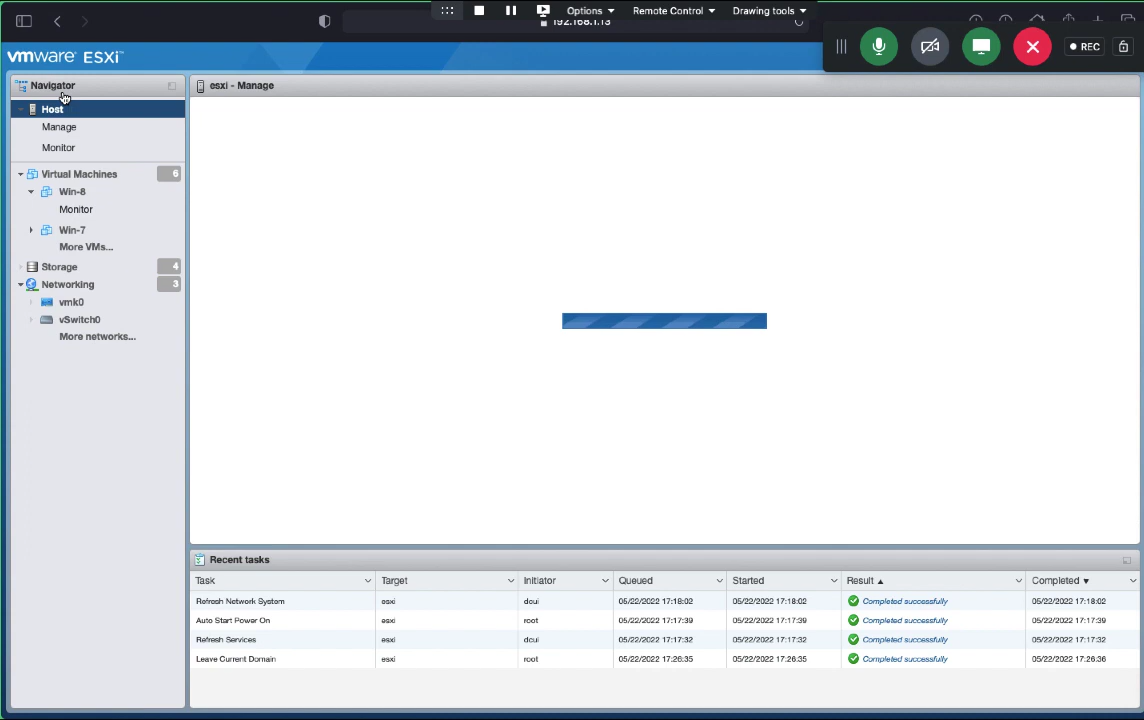 Options Remote Control Drawing tools
192.168.1.13
REC
vmware ESXi™
Navigator
esxi - Manage
Host
Manage
Monitor
Virtual Machines 6
Win-8
Monitor
Win-7
More VMs...
Storage 4
Networking 3
vmk0
vSwitch0
More networks...
Recent tasks
Task Target Initiator Queued Started Result Completed
Refresh Network System esxi dcui 05/22/2022 17:18:02 05/22/2022 17:18:02 Completed successfully 05/22/2022 17:18:02
Auto Start Power On esxi root 05/22/2022 17:17:39 05/22/2022 17:17:39 Completed successfully 05/22/2022 17:17:39
Refresh Services esxi dcui 05/22/2022 17:17:32 05/22/2022 17:17:32 Completed successfully 05/22/2022 17:17:32
Leave Current Domain esxi root 05/22/2022 17:26:35 05/22/2022 17:26:35 Completed successfully 05/22/2022 17:26:36